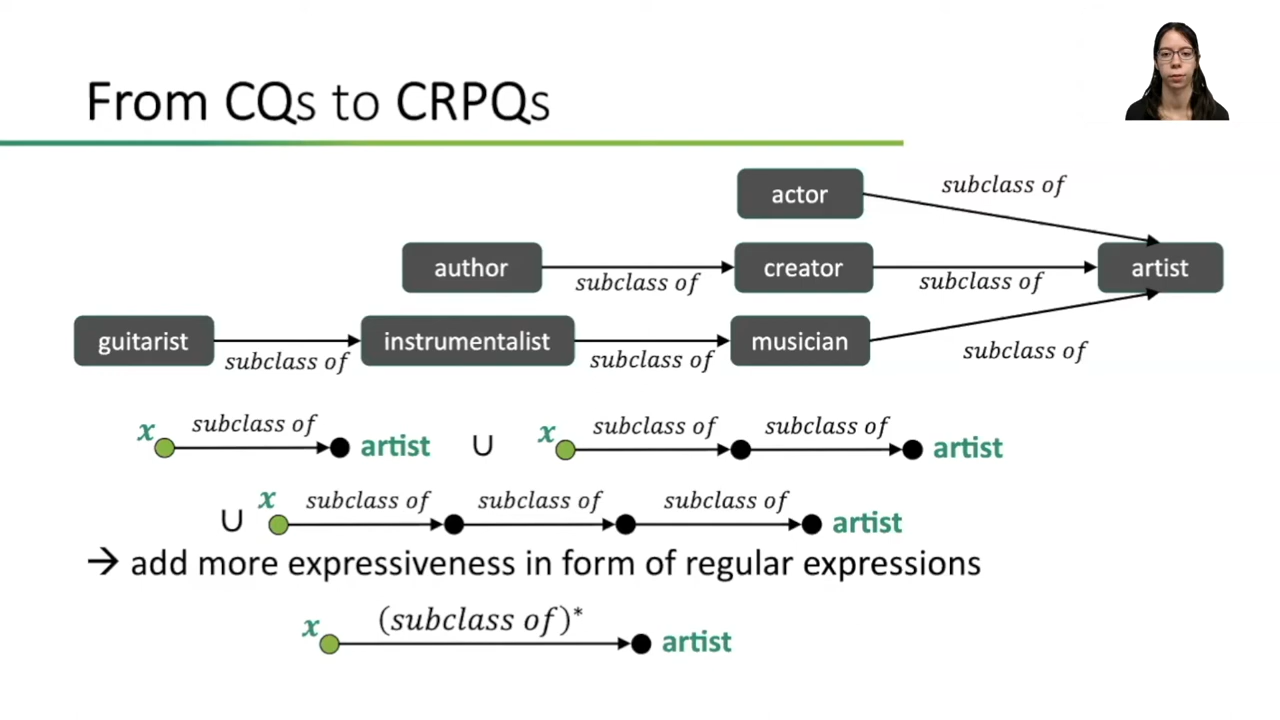 From CQs to CRPQs
actor
subclass of
author
subclass of
creator
subclass of
artist
guitarist
subclass of
instrumentalist
subclass of
musician
subclass of
x subclass of artist ∪ x subclass of subclass of artist
∪ x subclass of subclass of subclass of artist
→ add more expressiveness in form of regular expressions
x (subclass of)* artist